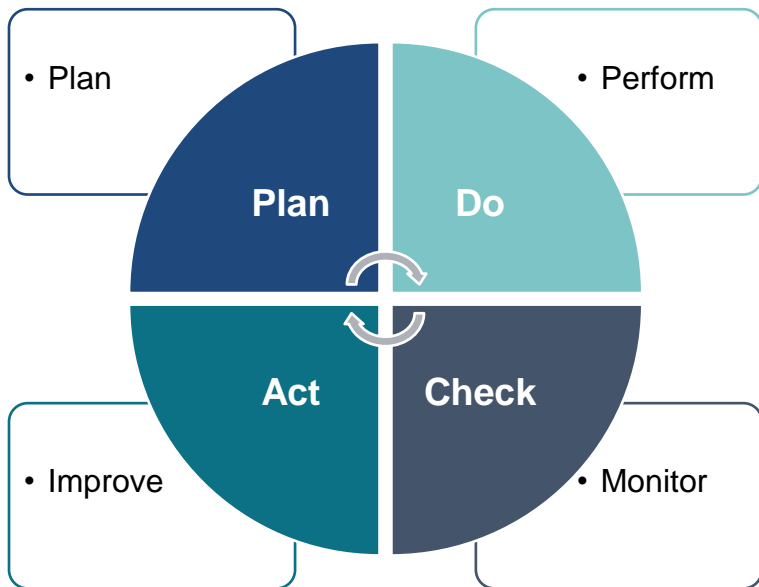 • Plan
• Perform
Plan
Do
Act
Check
• Improve
• Monitor